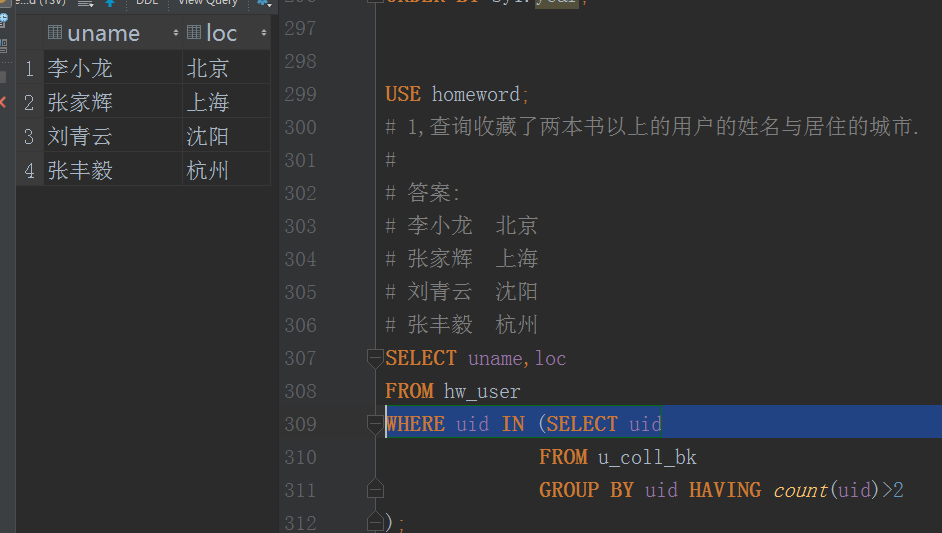 DDL View Query
uname loc
1 李小龙 北京
2 张家辉 上海
3 刘青云 沈阳
4 张丰毅 杭州
297
298
299 USE homeword;
300 # 1,查询收藏了两本书以上的用户的姓名与居住的城市.
301 #
302 # 答案:
303 # 李小龙 北京
304 # 张家辉 上海
305 # 刘青云 沈阳
306 # 张丰毅 杭州
307 SELECT uname,loc
308 FROM hw_user
309 WHERE uid IN (SELECT uid
310 FROM u_coll_bk
311 GROUP BY uid HAVING count(uid)>2
312 );